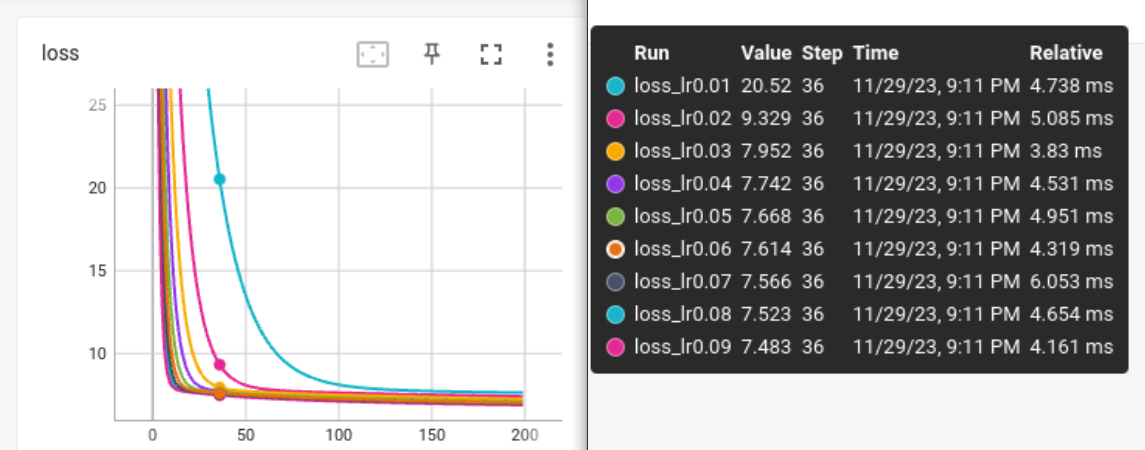 loss
25
20
15
10
0 50 100 150 200
Run Value Step Time Relative
loss_lr0.01 20.52 36 11/29/23, 9:11 PM 4.738 ms
loss_lr0.02 9.329 36 11/29/23, 9:11 PM 5.085 ms
loss_lr0.03 7.952 36 11/29/23, 9:11 PM 3.83 ms
loss_lr0.04 7.742 36 11/29/23, 9:11 PM 4.531 ms
loss_lr0.05 7.668 36 11/29/23, 9:11 PM 4.951 ms
loss_lr0.06 7.614 36 11/29/23, 9:11 PM 4.319 ms
loss_lr0.07 7.566 36 11/29/23, 9:11 PM 6.053 ms
loss_lr0.08 7.523 36 11/29/23, 9:11 PM 4.654 ms
loss_lr0.09 7.483 36 11/29/23, 9:11 PM 4.161 ms